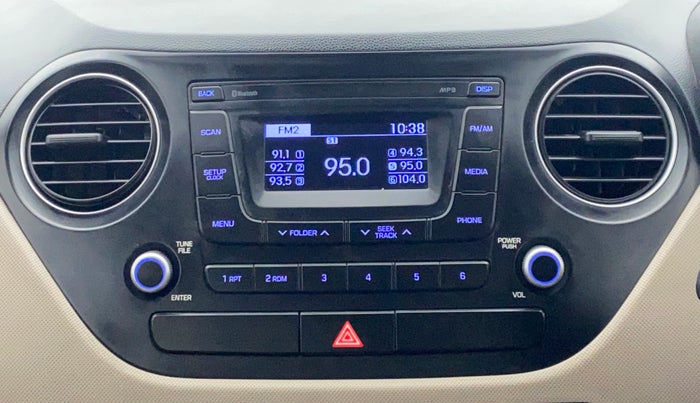 BACK
Bluetooth
MP3
DISP
SCAN
FM2
10:38
FM/AM
ST
91.1 1
92.7 2
93.5 3
95.0
4 94.3
5 95.0
6 104.0
SETUP
CLOCK
MEDIA
MENU
FOLDER
SEEK
TRACK
PHONE
TUNE
FILE
POWER
PUSH
1 RPT
2 RDM
3
4
5
6
ENTER
VOL